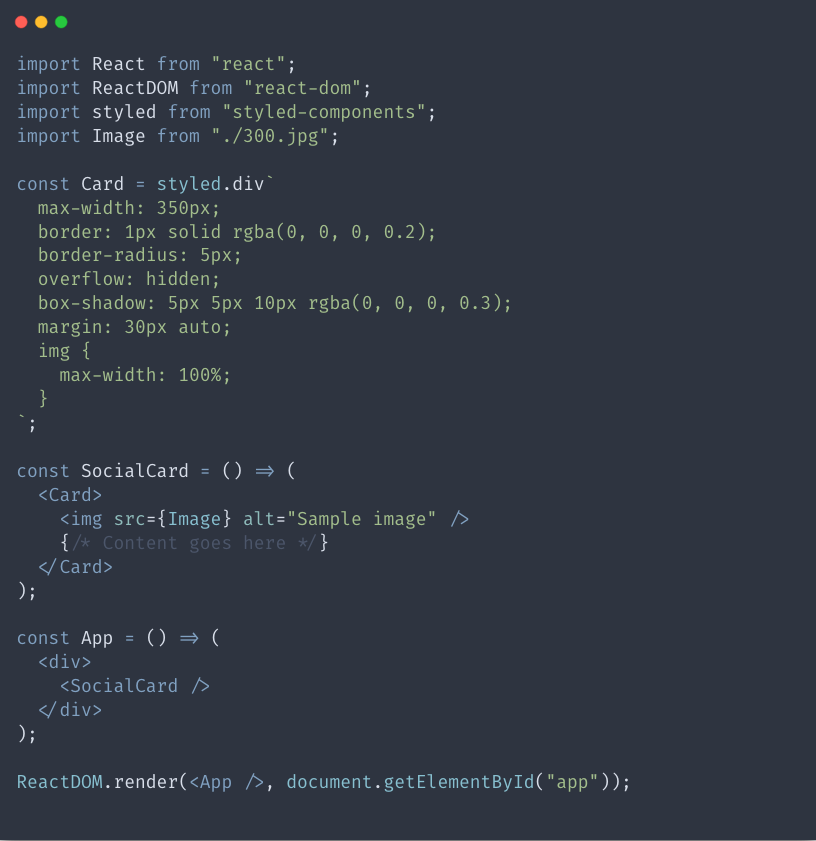 import React from "react";
import ReactDOM from "react-dom";
import styled from "styled-components";
import Image from "./300.jpg";

const Card = styled.div`
  max-width: 350px;
  border: 1px solid rgba(0, 0, 0, 0.2);
  border-radius: 5px;
  overflow: hidden;
  box-shadow: 5px 5px 10px rgba(0, 0, 0, 0.3);
  margin: 30px auto;
  img {
    max-width: 100%;
  }
`;

const SocialCard = () => (
  <Card>
    <img src={Image} alt="Sample image" />
    {/* Content goes here */}
  </Card>
);

const App = () => (
  <div>
    <SocialCard />
  </div>
);

ReactDOM.render(<App />, document.getElementById("app"));